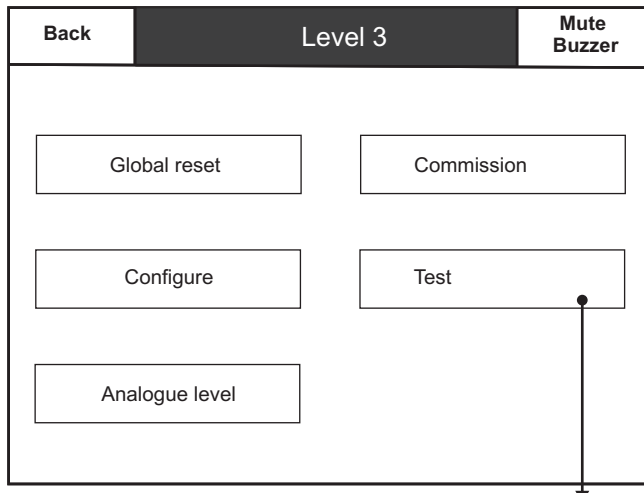 Back
Level 3
Mute
Buzzer
Global reset
Commission
Configure
Test
Analogue level